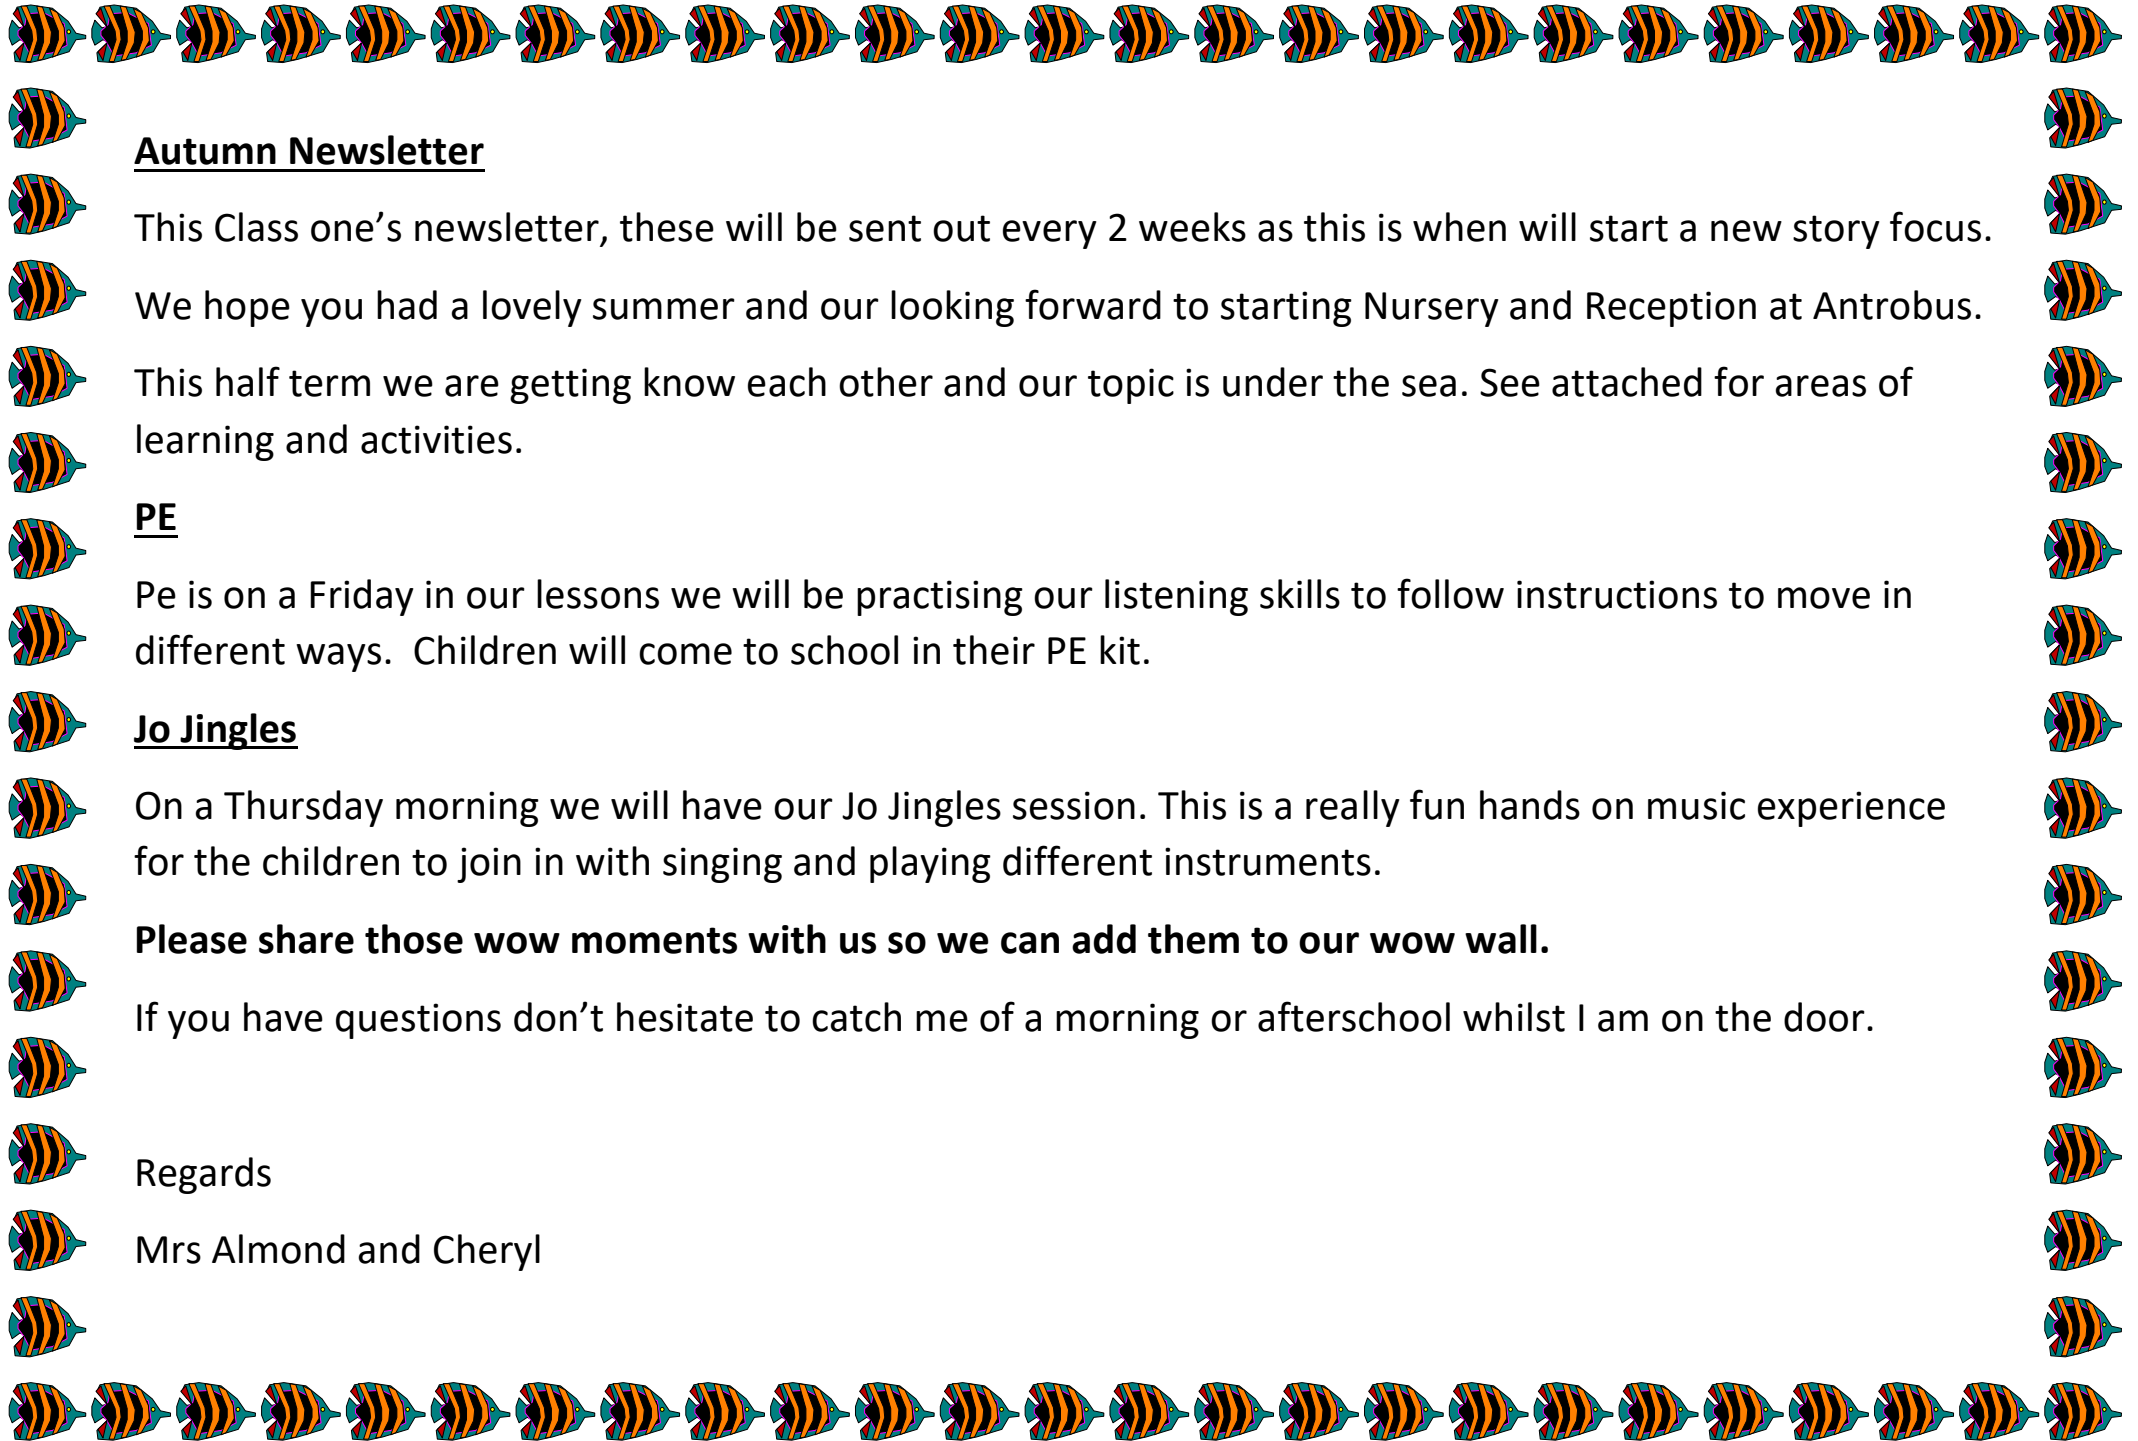 Autumn Newsletter
This Class one’s newsletter, these will be sent out every 2 weeks as this is when will start a new story focus.
We hope you had a lovely summer and our looking forward to starting Nursery and Reception at Antrobus.
This half term we are getting know each other and our topic is under the sea. See attached for areas of
learning and activities.
PE
Pe is on a Friday in our lessons we will be practising our listening skills to follow instructions to move in
different ways.  Children will come to school in their PE kit.
Jo Jingles
On a Thursday morning we will have our Jo Jingles session. This is a really fun hands on music experience
for the children to join in with singing and playing different instruments.
Please share those wow moments with us so we can add them to our wow wall.
If you have questions don’t hesitate to catch me of a morning or afterschool whilst I am on the door.
Regards
Mrs Almond and Cheryl